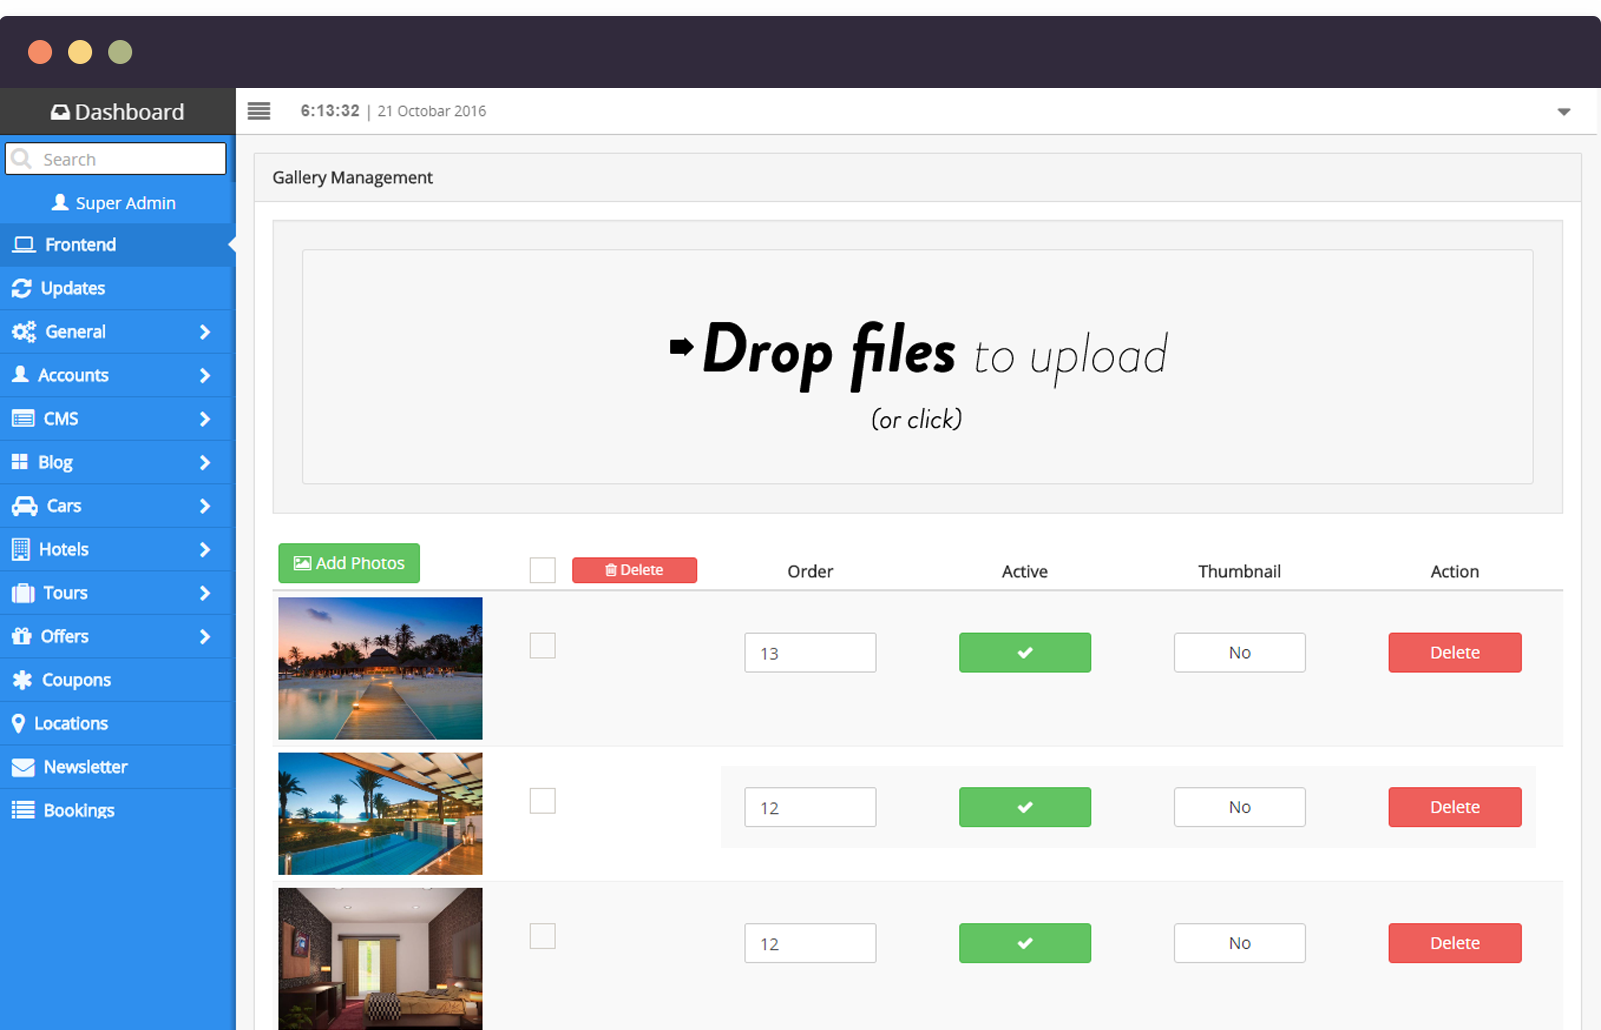 Dashboard
6:13:32 | 21 Octobar 2016
Search
Super Admin
Frontend
Updates
General
Accounts
CMS
Blog
Cars
Hotels
Tours
Offers
Coupons
Locations
Newsletter
Bookings
Gallery Management
Drop files to upload
(or click)
Add Photos Delete Order Active Thumbnail Action
13 No Delete
12 No Delete
12 No Delete